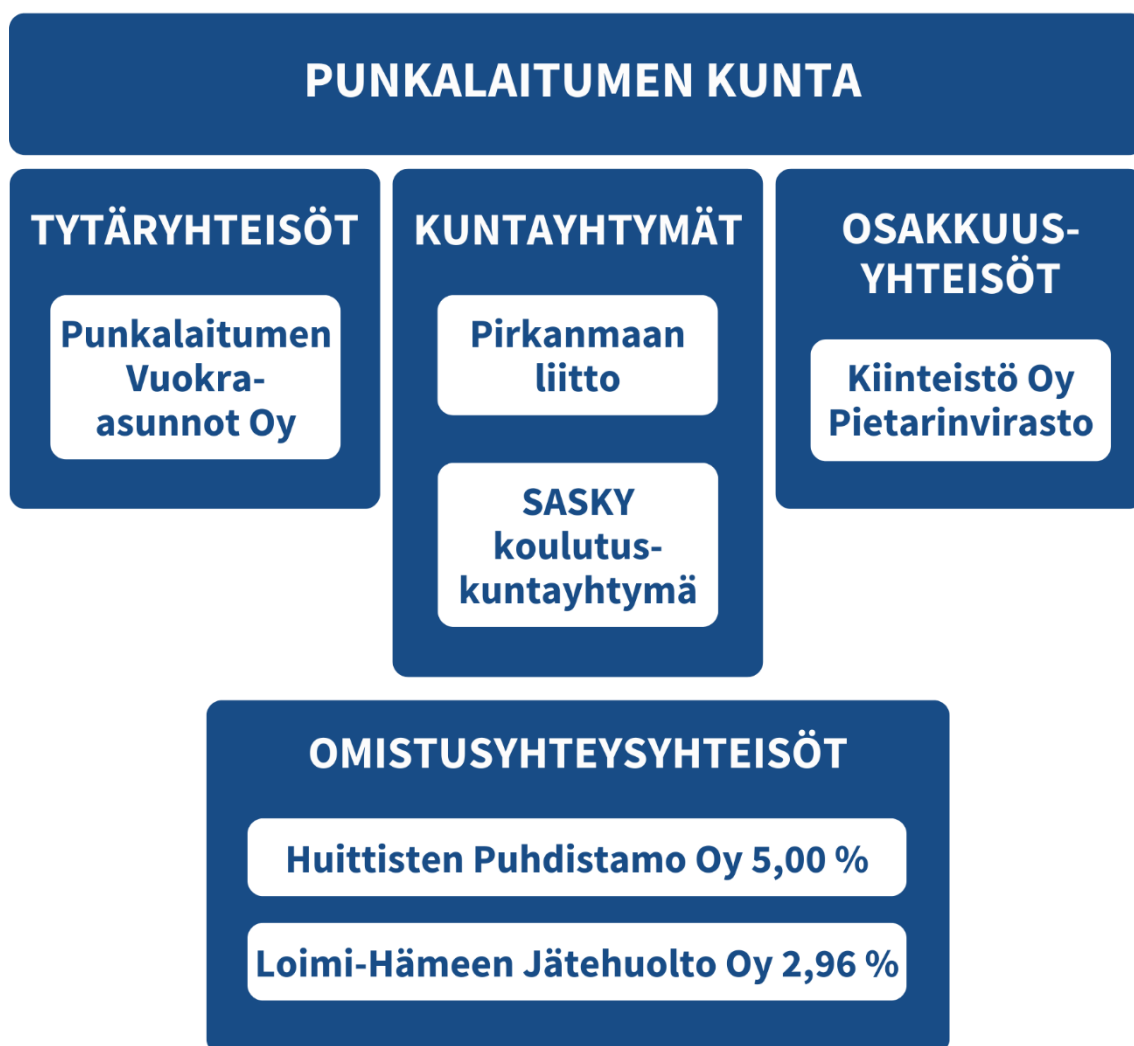 PUNKALAITUMEN KUNTA
TYTÄRYHTEISÖT
Punkalaitumen
Vuokra-
asunnot Oy
KUNTAYHTYMÄT
Pirkanmaan
liitto
SASKY
koulutus-
kuntayhtymä
OSAKKUUS-
YHTEISÖT
Kiinteistö Oy
Pietarinvirasto
OMISTUSYHTEYSYHTEISÖT
Huittisten Puhdistamo Oy 5,00 %
Loimi-Hämeen Jätehuolto Oy 2,96 %